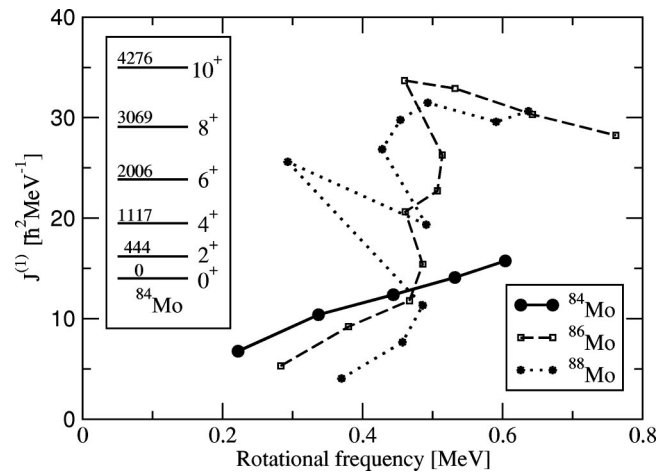 40
30
20
10
0
J⁽¹⁾ [ħ²MeV⁻¹]
4276 10⁺
3069 8⁺
2006 6⁺
1117 4⁺
444 2⁺
0 0⁺
⁸⁴Mo
⁸⁴Mo
⁸⁶Mo
⁸⁸Mo
0 0.2 0.4 0.6 0.8
Rotational frequency [MeV]